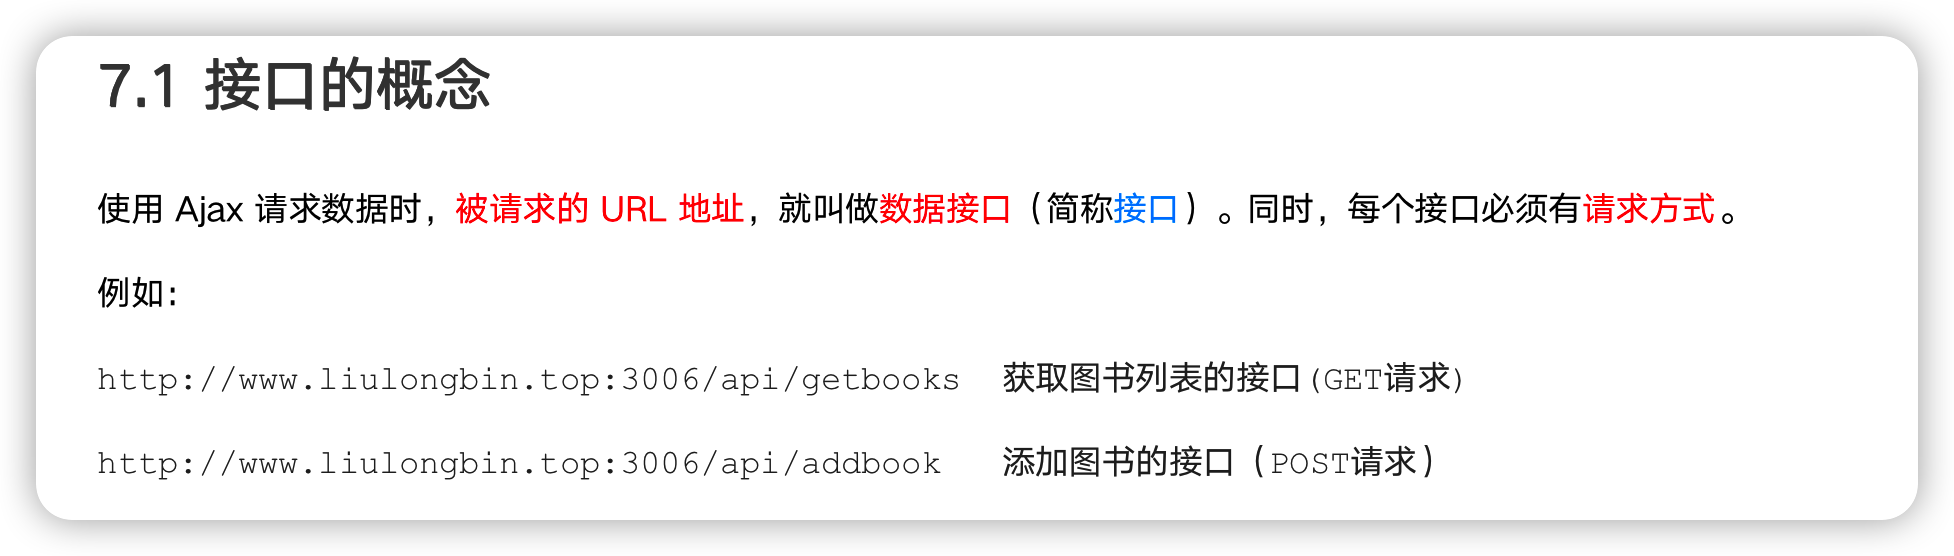 7.1 接口的概念
使用 Ajax 请求数据时，被请求的 URL 地址，就叫做数据接口（简称接口）。同时，每个接口必须有请求方式。
例如：
http://www.liulongbin.top:3006/api/getbooks 获取图书列表的接口(GET请求)
http://www.liulongbin.top:3006/api/addbook 添加图书的接口（POST请求）